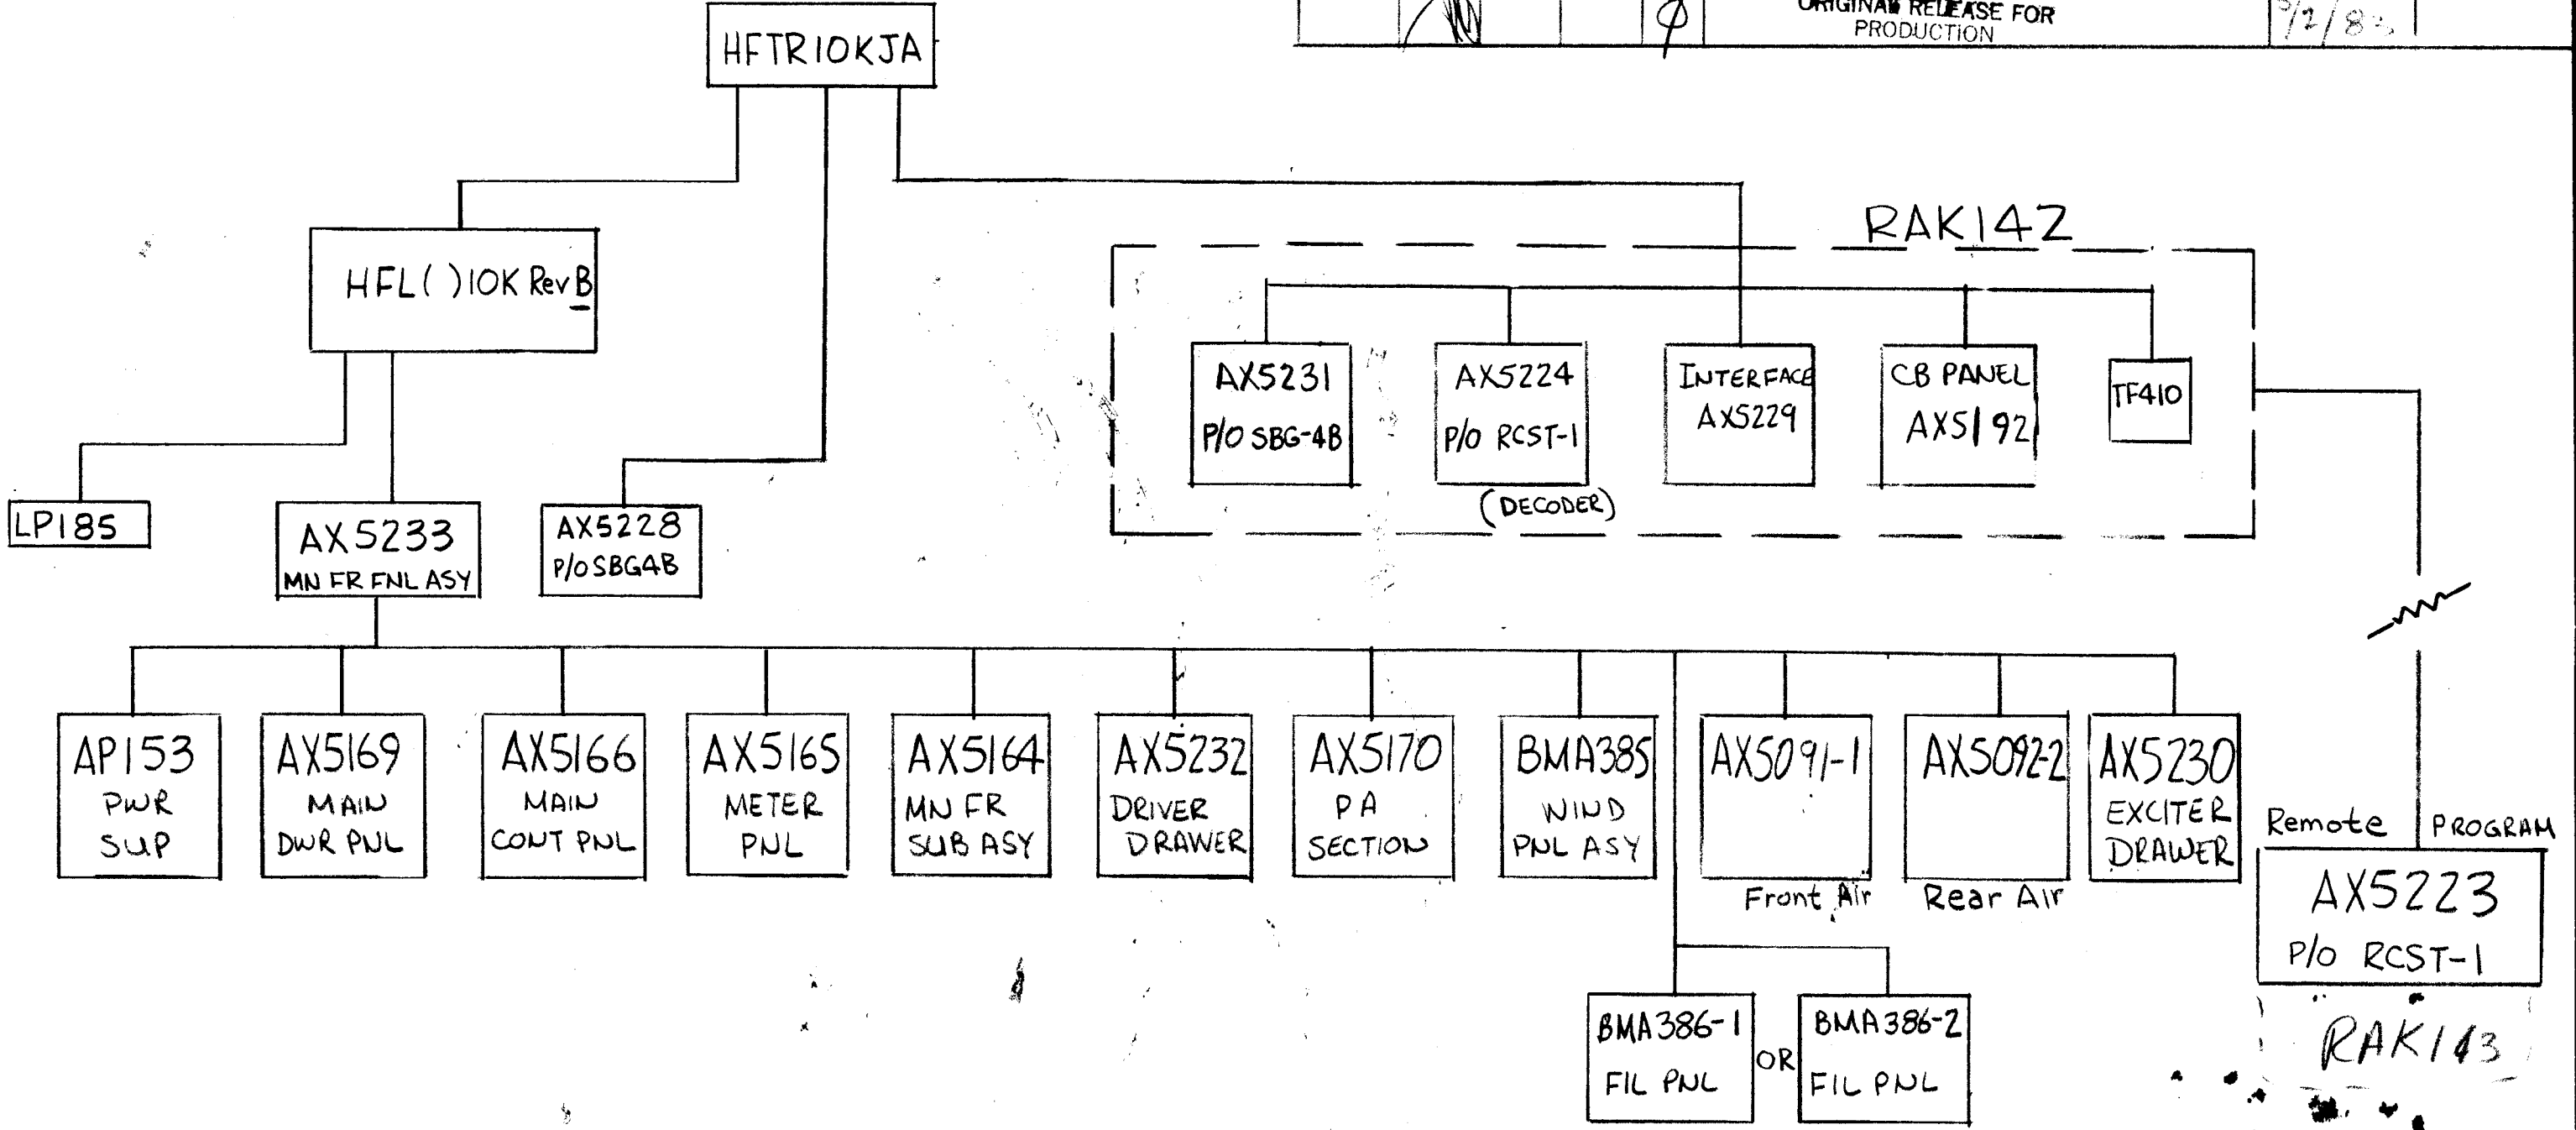 ORIGINAL RELEASE FOR
PRODUCTION
HFTR10KJA
RAK142
HFL( )10K Rev B
AX5231
P/O SBG-4B
AX5224
P/O RCST-1
(DECODER)
INTERFACE
AX5229
CB PANEL
AX5192
TF410
LP185
AX5233
MN FR FNL ASY
AX5228
P/O SBG4B
AP153
PWR
SUP
AX5169
MAIN
DWR PNL
AX5166
MAIN
CONT PNL
AX5165
METER
PNL
AX5164
MN FR
SUB ASY
AX5232
DRIVER
DRAWER
AX5170
PA
SECTION
BMA385
WIND
PNL ASY
AX5091-1
Front Air
AX5092-2
Rear Air
AX5230
EXCITER
DRAWER
Remote PROGRAM
AX5223
P/O RCST-1
BMA386-1
FIL PNL
OR
BMA386-2
FIL PNL